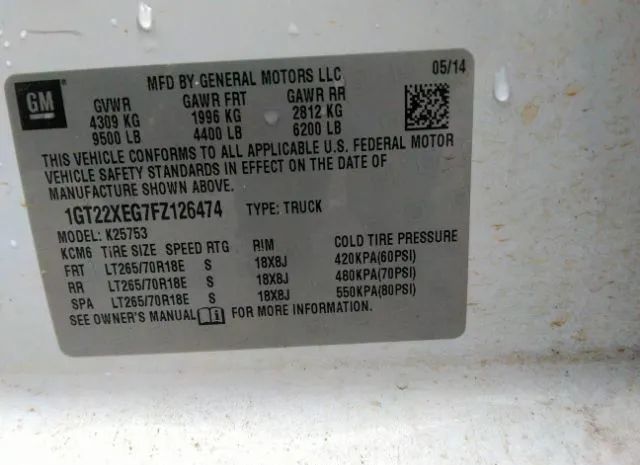 GM
MFD BY GENERAL MOTORS LLC 05/14
GVWR GAWR FRT GAWR RR
4309 KG 1996 KG 2812 KG
9500 LB 4400 LB 6200 LB
THIS VEHICLE CONFORMS TO ALL APPLICABLE U.S. FEDERAL MOTOR
VEHICLE SAFETY STANDARDS IN EFFECT ON THE DATE OF
MANUFACTURE SHOWN ABOVE.
1GT22XEG7FZ126474 TYPE: TRUCK
MODEL: K25753
KCM6 TIRE SIZE SPEED RTG RIM COLD TIRE PRESSURE
FRT LT265/70R18E S 18X8J 420KPA(60PSI)
RR LT265/70R18E S 18X8J 480KPA(70PSI)
SPA LT265/70R18E S 18X8J 550KPA(80PSI)
SEE OWNER'S MANUAL FOR MORE INFORMATION.